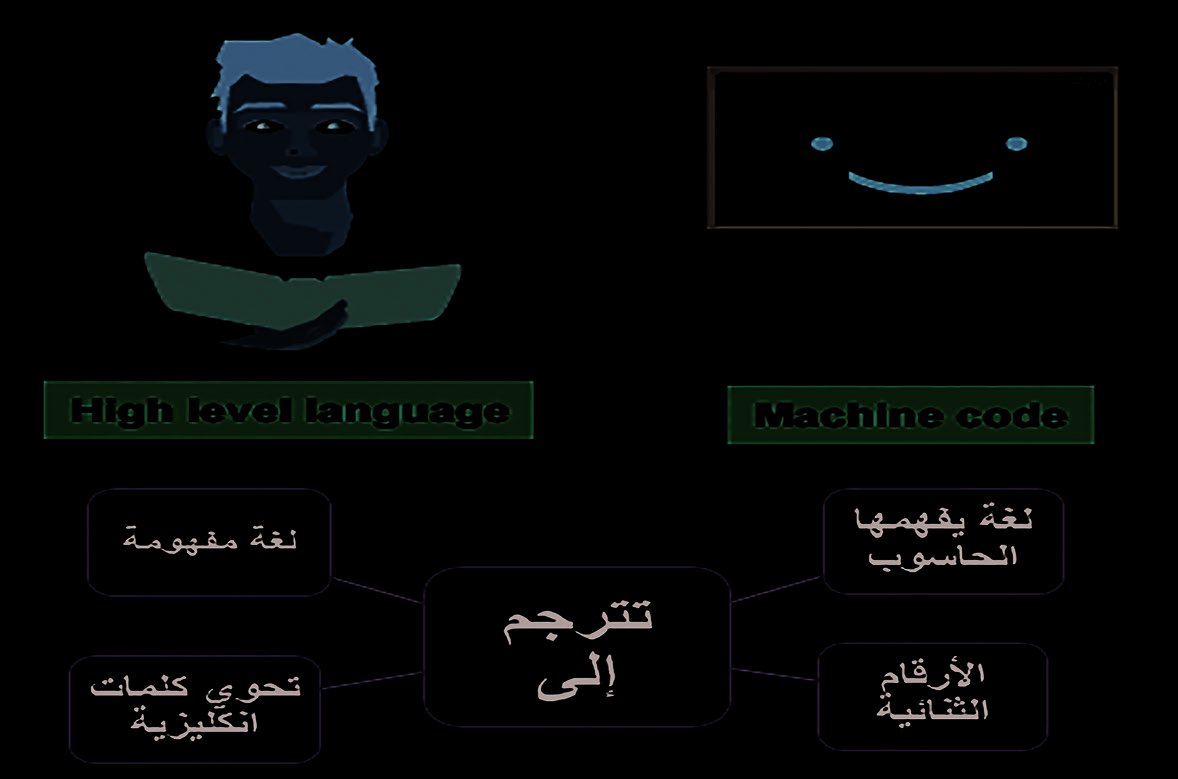 High level language
Machine code
لغة مفهومة
لغة يفهمها
الحاسوب
تترجم
إلى
تحوي كلمات
انكليزية
الأرقام
الثنائية